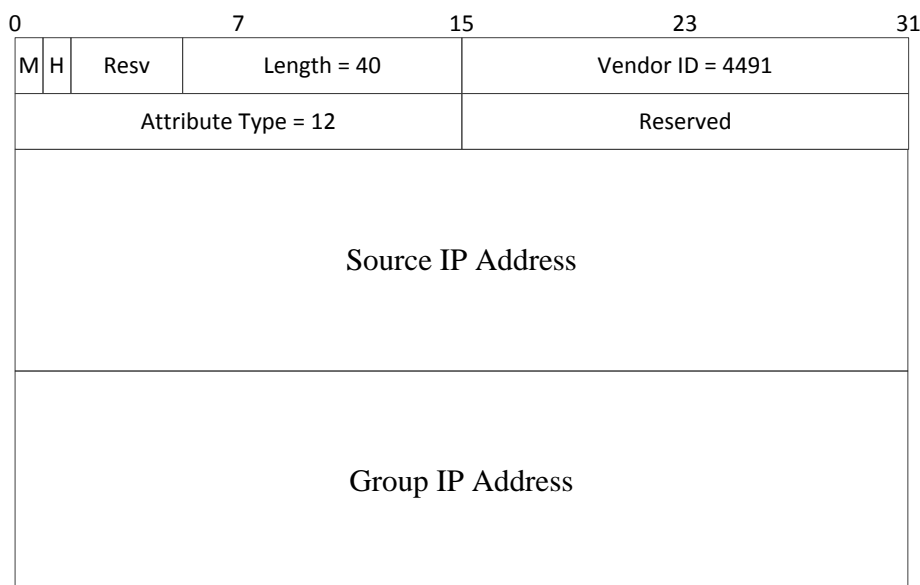 0 7 15 23 31
M H Resv Length = 40 Vendor ID = 4491
Attribute Type = 12 Reserved
Source IP Address
Group IP Address